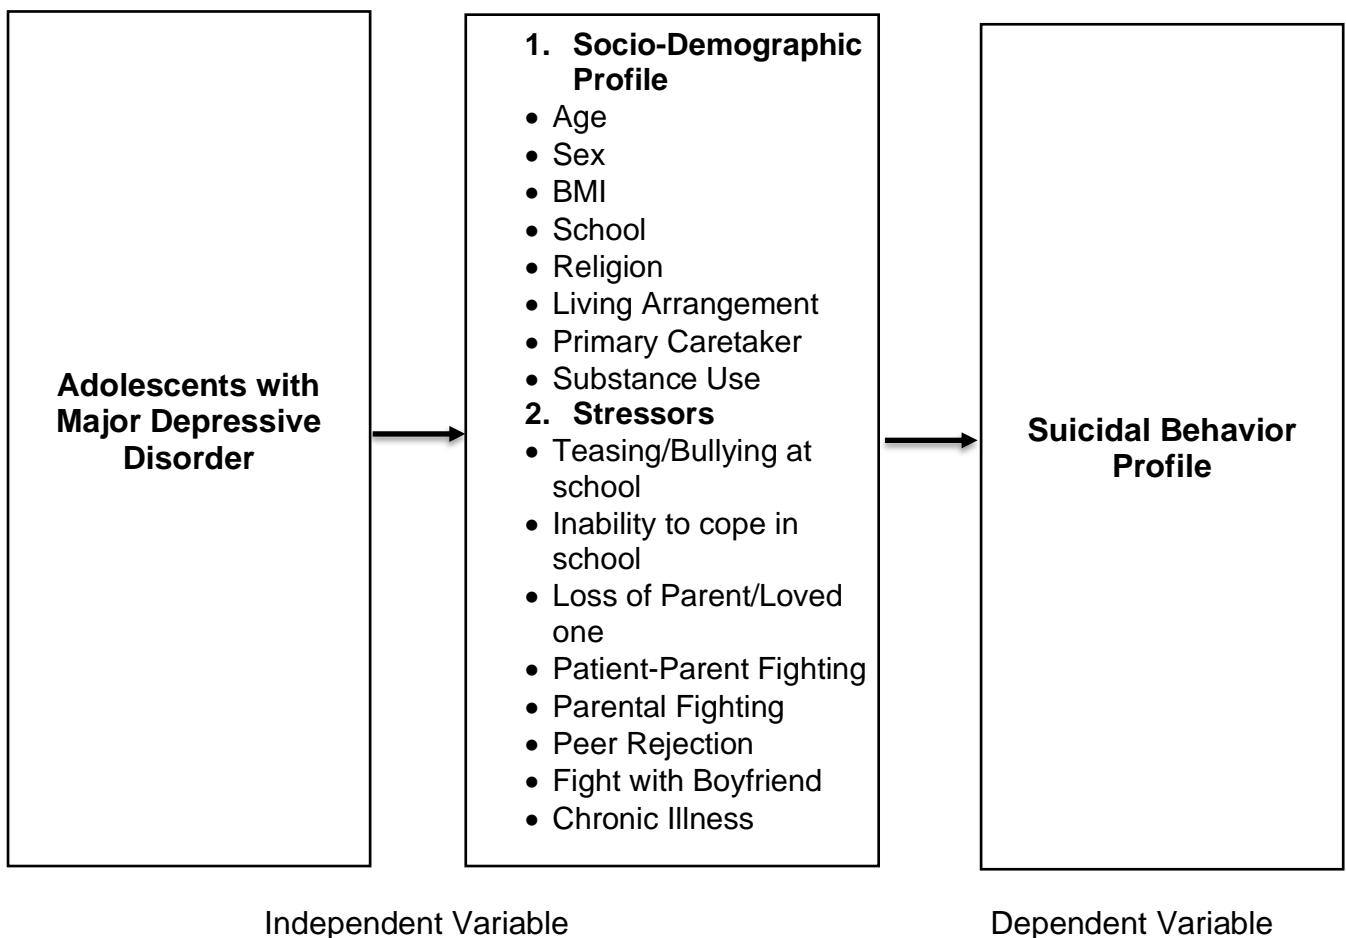 Adolescents with
Major Depressive
Disorder
1. Socio-Demographic
Profile
• Age
• Sex
• BMI
• School
• Religion
• Living Arrangement
• Primary Caretaker
• Substance Use
2. Stressors
• Teasing/Bullying at
school
• Inability to cope in
school
• Loss of Parent/Loved
one
• Patient-Parent Fighting
• Parental Fighting
• Peer Rejection
• Fight with Boyfriend
• Chronic Illness
Suicidal Behavior
Profile
Independent Variable
Dependent Variable